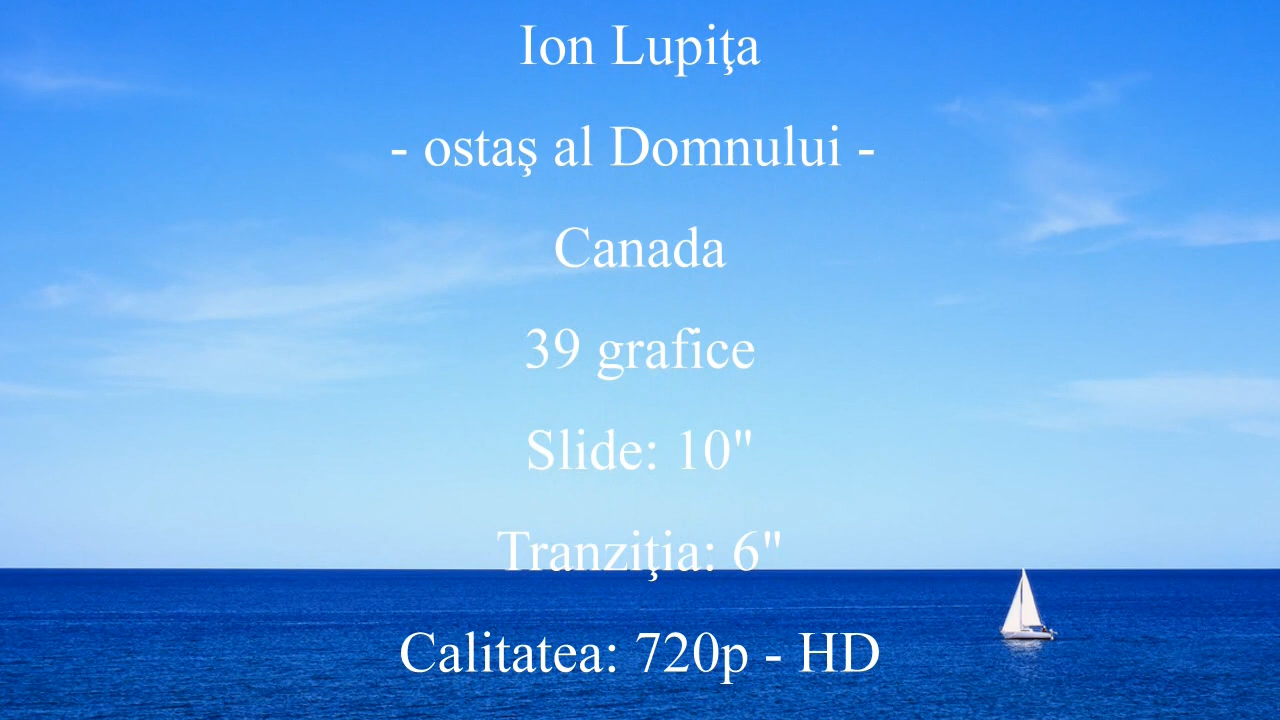 Ion Lupiţa
- ostaş al Domnului -
Canada
39 grafice
Slide: 10"
Tranziţia: 6"
Calitatea: 720p - HD